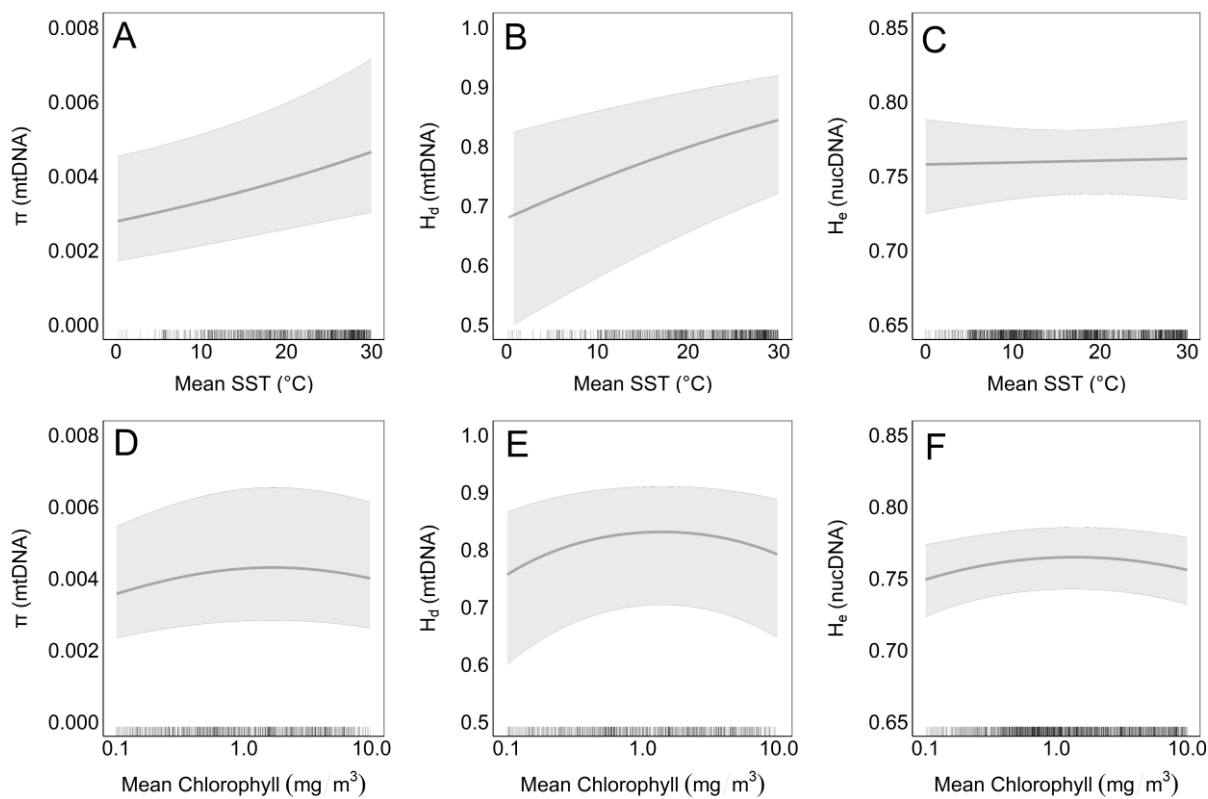 A
0.008
0.006
0.004
0.002
0.000
π (mtDNA)
0 10 20 30
Mean SST (°C)
B
1.0
0.9
0.8
0.7
0.6
0.5
H_d (mtDNA)
0 10 20 30
Mean SST (°C)
C
0.85
0.80
0.75
0.70
0.65
H_e (nucDNA)
0 10 20 30
Mean SST (°C)
D
0.008
0.006
0.004
0.002
0.000
π (mtDNA)
0.1 1.0 10.0
Mean Chlorophyll (mg/m³)
E
1.0
0.9
0.8
0.7
0.6
0.5
H_d (mtDNA)
0.1 1.0 10.0
Mean Chlorophyll (mg/m³)
F
0.85
0.80
0.75
0.70
0.65
H_e (nucDNA)
0.1 1.0 10.0
Mean Chlorophyll (mg/m³)